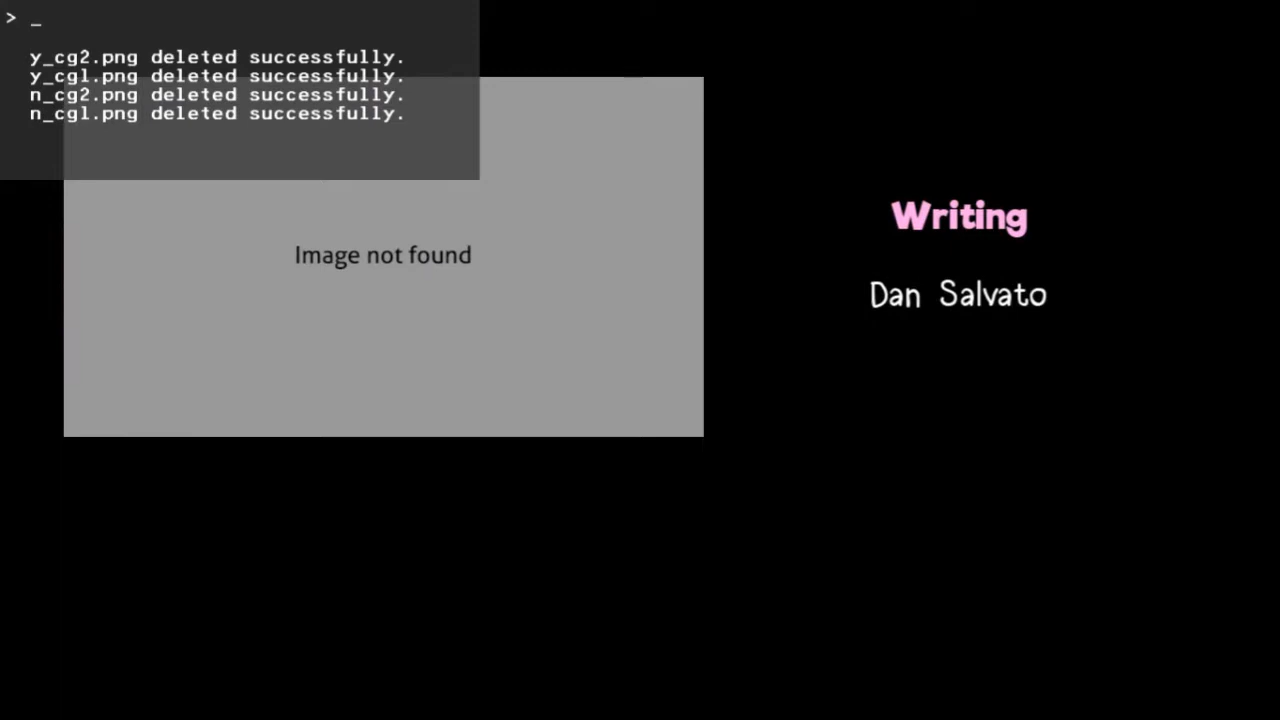 > _
y_cg2.png deleted successfully.
y_cg1.png deleted successfully.
n_cg2.png deleted successfully.
n_cg1.png deleted successfully.
Image not found
Writing
Dan Salvato